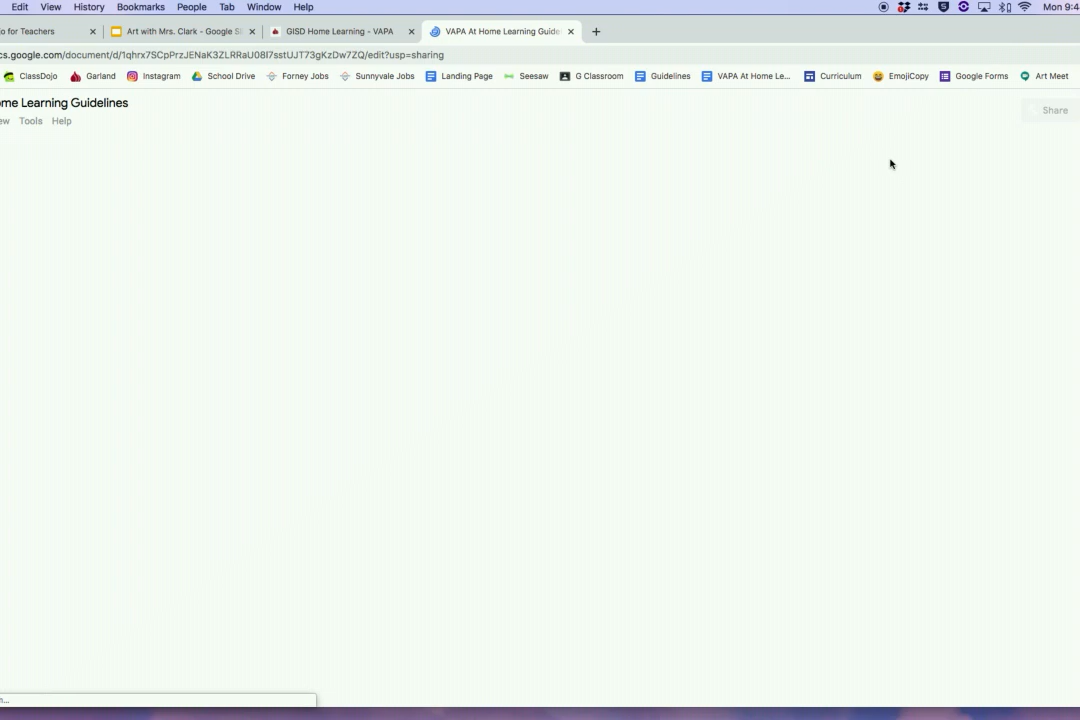 Edit View History Bookmarks People Tab Window Help Mon 9:4
o for Teachers Art with Mrs. Clark - Google S GISD Home Learning - VAPA VAPA At Home Learning Guide
cs.google.com/document/d/1qhrx7SCpPrzJENaK3ZLRRaU08I7sstUJT73gKzDw7ZQ/edit?usp=sharing
ClassDojo Garland Instagram School Drive Forney Jobs Sunnyvale Jobs Landing Page Seesaw G Classroom Guidelines VAPA At Home Le... Curriculum EmojiCopy Google Forms Art Meet
ome Learning Guidelines
Share
ew Tools Help